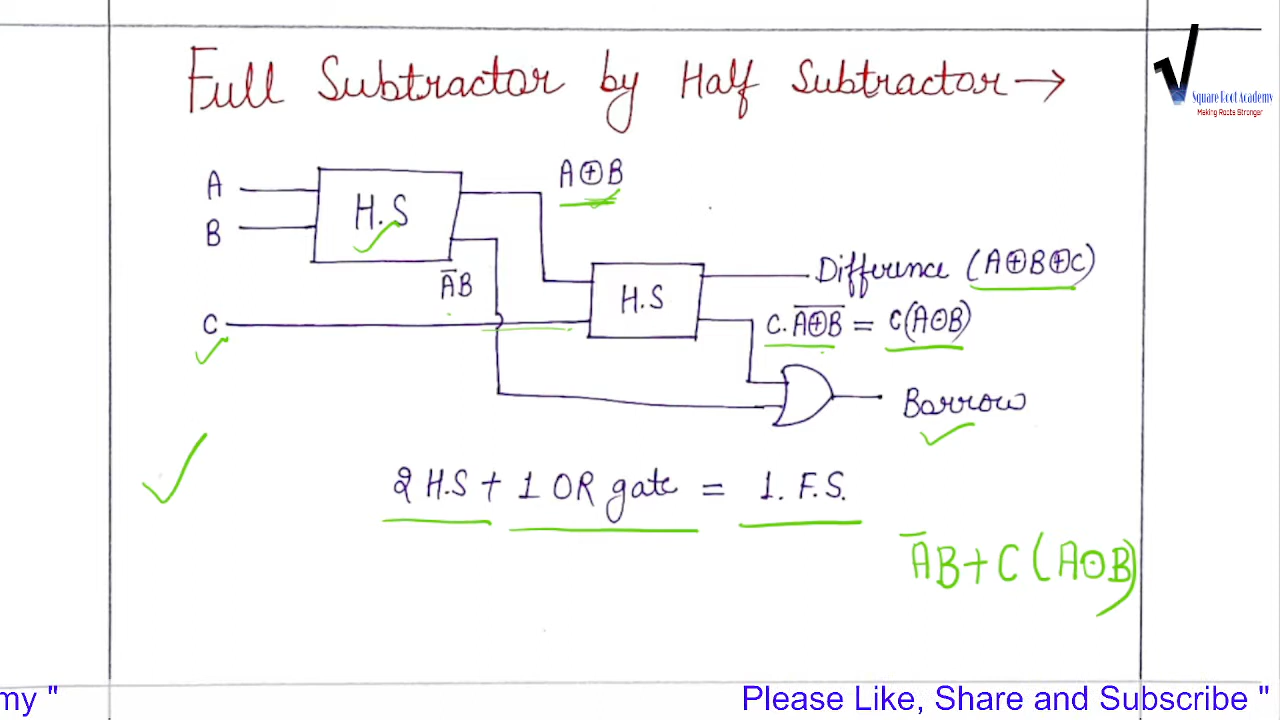 Full Subtractor by Half Subtractor →
√
Square Root Academy
Making Roots Stronger
A
B
H.S
A⊕B
A̅B
C
H.S
Difference (A⊕B⊕C)
C.A̅⊕̅B̅ = C(A⊙B)
Borrow
2 H.S + 1 OR gate = 1. F.S.
A̅B + C (A⊙B)
my " Please Like, Share and Subscribe "